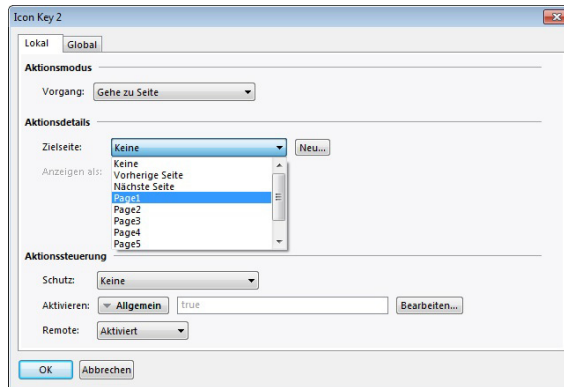 Icon Key 2
Lokal Global
Aktionsmodus
Vorgang: Gehe zu Seite
Aktionsdetails
Zielseite: Keine Neu...
Anzeigen als:
Keine
Vorherige Seite
Nächste Seite
Page1
Page2
Page3
Page4
Page5
Aktionssteuerung
Schutz: Keine
Aktivieren: Allgemein true Bearbeiten...
Remote: Aktiviert
OK Abbrechen